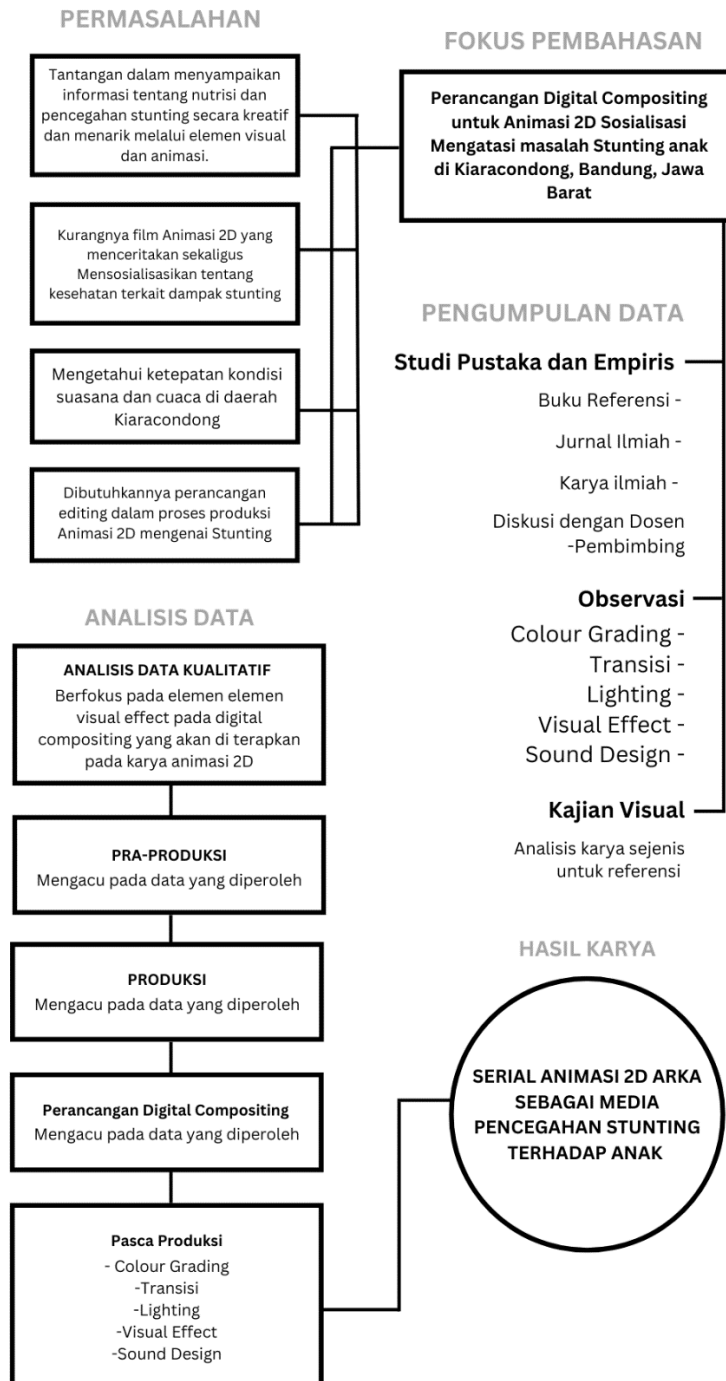 PERMASALAHAN
Tantangan dalam menyampaikan
informasi tentang nutrisi dan
pencegahan stunting secara kreatif
dan menarik melalui elemen visual
dan animasi.
Kurangnya film Animasi 2D yang
menceritakan sekaligus
Mensosialisasikan tentang
kesehatan terkait dampak stunting
Mengetahui ketepatan kondisi
suasana dan cuaca di daerah
Kiaracondong
Dibutuhkannya perancangan
editing dalam proses produksi
Animasi 2D mengenai Stunting
FOKUS PEMBAHASAN
Perancangan Digital Compositing
untuk Animasi 2D Sosialisasi
Mengatasi masalah Stunting anak
di Kiaracondong, Bandung, Jawa
Barat
PENGUMPULAN DATA
Studi Pustaka dan Empiris
Buku Referensi -
Jurnal Ilmiah -
Karya ilmiah -
Diskusi dengan Dosen
-Pembimbing
Observasi
Colour Grading -
Transisi -
Lighting -
Visual Effect -
Sound Design -
Kajian Visual
Analisis karya sejenis
untuk referensi
ANALISIS DATA
ANALISIS DATA KUALITATIF
Berfokus pada elemen elemen
visual effect pada digital
compositing yang akan di terapkan
pada karya animasi 2D
PRA-PRODUKSI
Mengacu pada data yang diperoleh
PRODUKSI
Mengacu pada data yang diperoleh
Perancangan Digital Compositing
Mengacu pada data yang diperoleh
Pasca Produksi
- Colour Grading
-Transisi
-Lighting
-Visual Effect
-Sound Design
HASIL KARYA
SERIAL ANIMASI 2D ARKA
SEBAGAI MEDIA
PENCEGAHAN STUNTING
TERHADAP ANAK